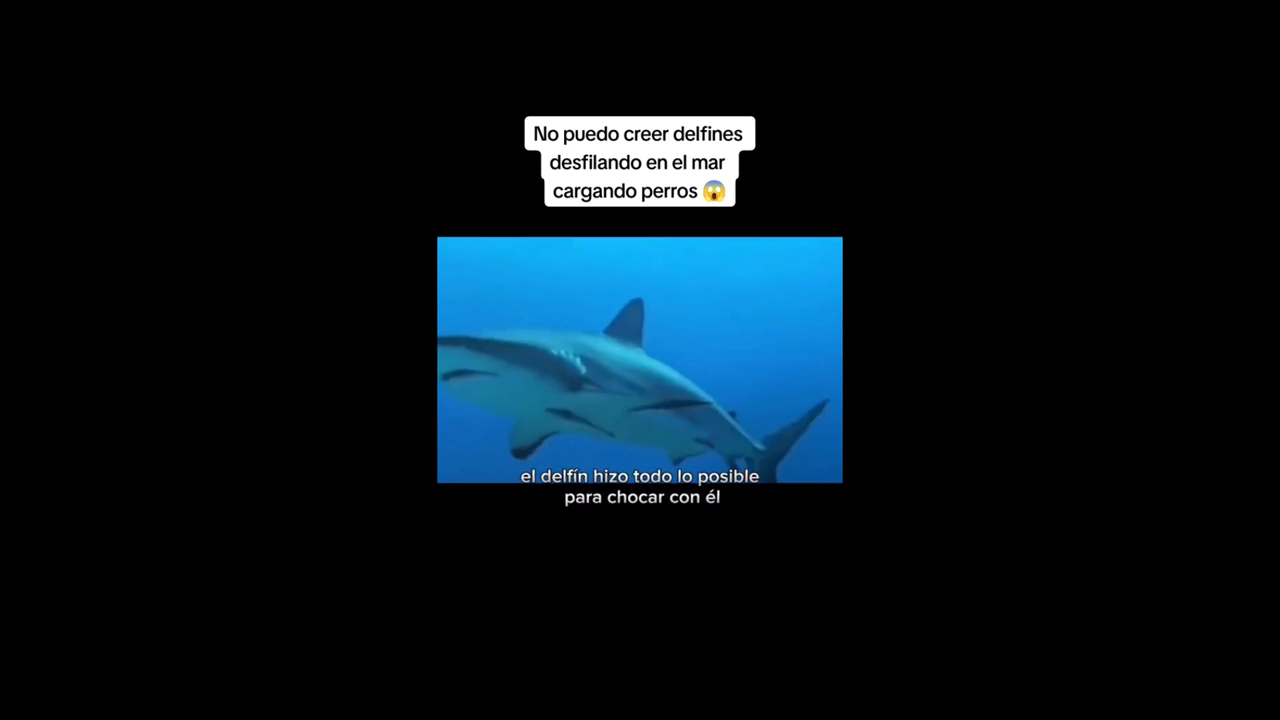 No puedo creer delfines
desfilando en el mar
cargando perros 😱
el delfín hizo todo lo posible
para chocar con él